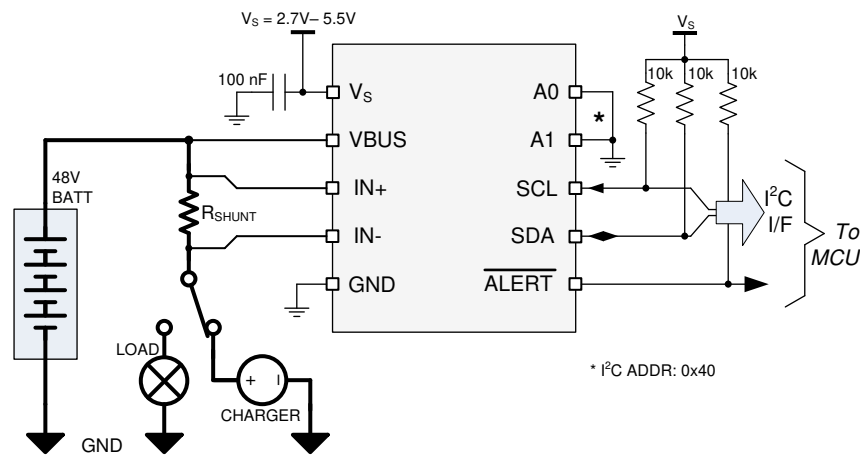 V_S = 2.7V– 5.5V
100 nF
V_S
VBUS
IN+
IN-
GND
A0
A1
SCL
SDA
ALERT
*
V_S
10k
10k
10k
I²C
I/F
To
MCU
48V
BATT
R_SHUNT
LOAD
+
CHARGER
GND
* I²C ADDR: 0x40